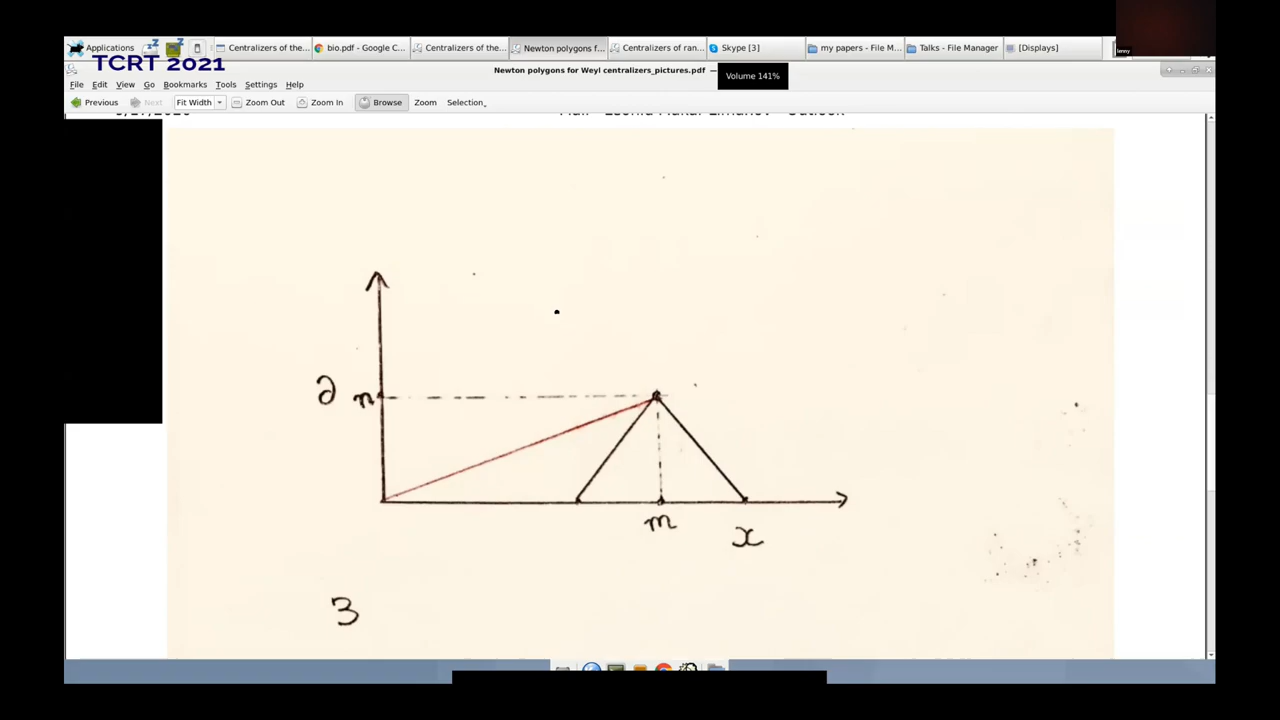 Applications Centralizers of the... bio.pdf - Google C... Centralizers of the... Newton polygons f... Centralizers of ran... Skype [3] my papers - File M... Talks - File Manager [Displays]
lenny
TCRT 2021
Newton polygons for Weyl centralizers_pictures.pdf —
Volume 141%
File Edit View Go Bookmarks Tools Settings Help
Previous Next Fit Width Zoom Out Zoom In Browse Zoom Selection
∂ n
m
x
3